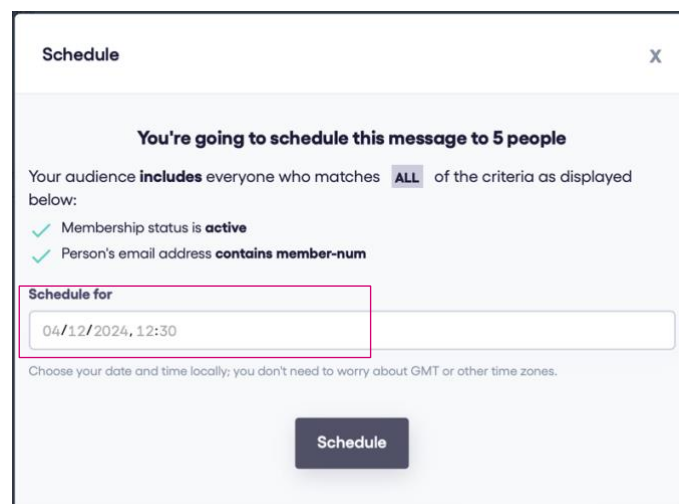 Schedule X
You're going to schedule this message to 5 people
Your audience includes everyone who matches ALL of the criteria as displayed
below:
Membership status is active
Person's email address contains member-num
Schedule for
04/12/2024, 12:30
Choose your date and time locally; you don't need to worry about GMT or other time zones.
Schedule